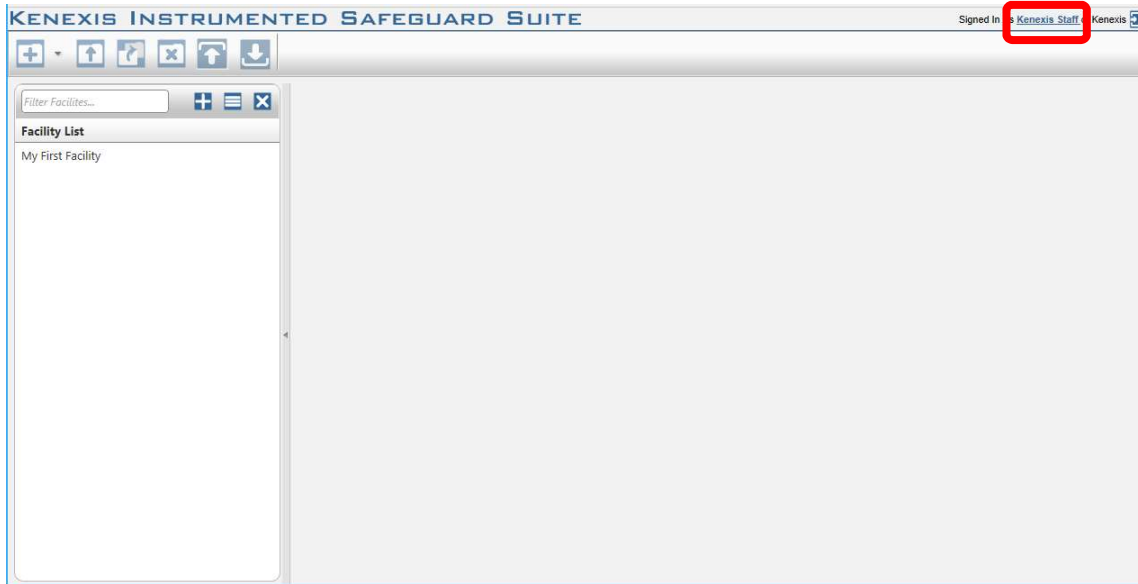 KENEXIS INSTRUMENTED SAFEGUARD SUITE
Signed In s Kenexis Staff Kenexis
Filter Facilites...
Facility List
My First Facility